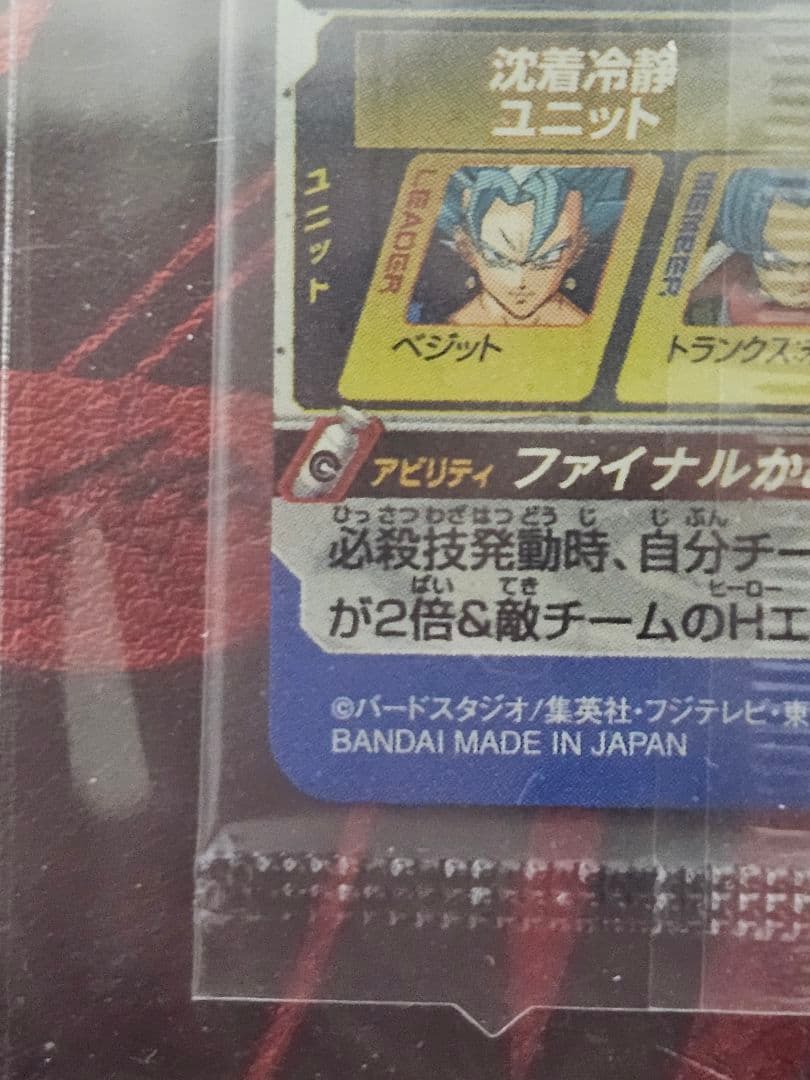 沈着冷静
ユニット
ユニット
LEADER
MEMBER
ベジット
トランクス:
アビリティ ファイナルか
ひっ さつ わざ はつ どう じ じ ぶん
必殺技発動時、自分チー
ばい てき ヒーロー
が2倍&敵チームのHエ
©バードスタジオ/集英社・フジテレビ・東
BANDAI MADE IN JAPAN